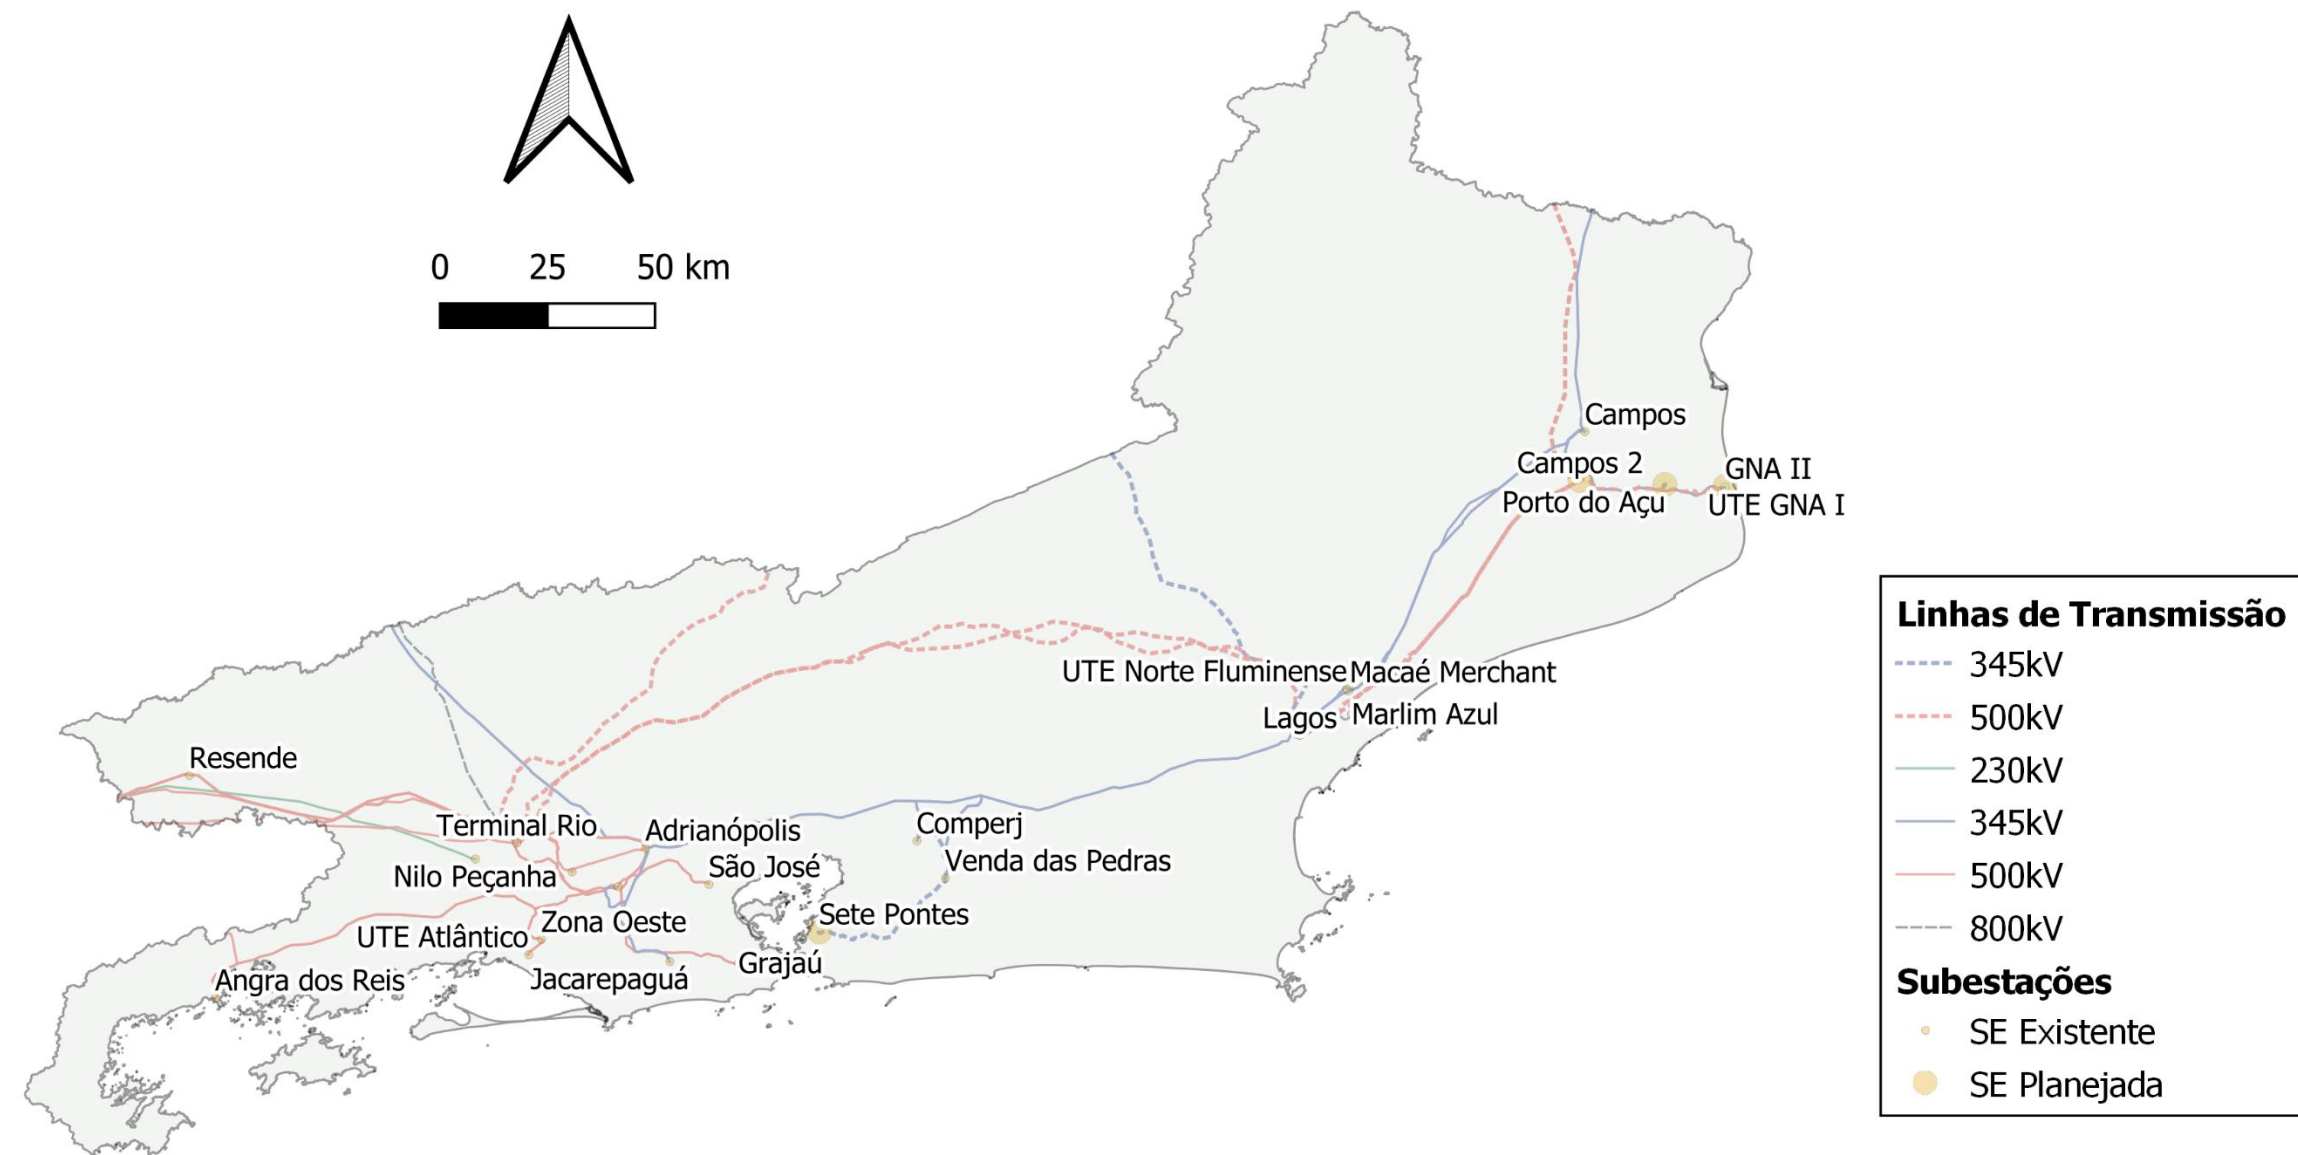 0 25 50 km
Campos
Campos 2
GNA II
Porto do Açu
UTE GNA I
UTE Norte Fluminense
Macaé Merchant
Lagos
Marlim Azul
Resende
Terminal Rio
Adrianópolis
Comperj
Nilo Peçanha
São José
Venda das Pedras
Zona Oeste
Sete Pontes
UTE Atlântico
Grajaú
Angra dos Reis
Jacarepaguá
Linhas de Transmissão
345kV
500kV
230kV
345kV
500kV
800kV
Subestações
SE Existente
SE Planejada